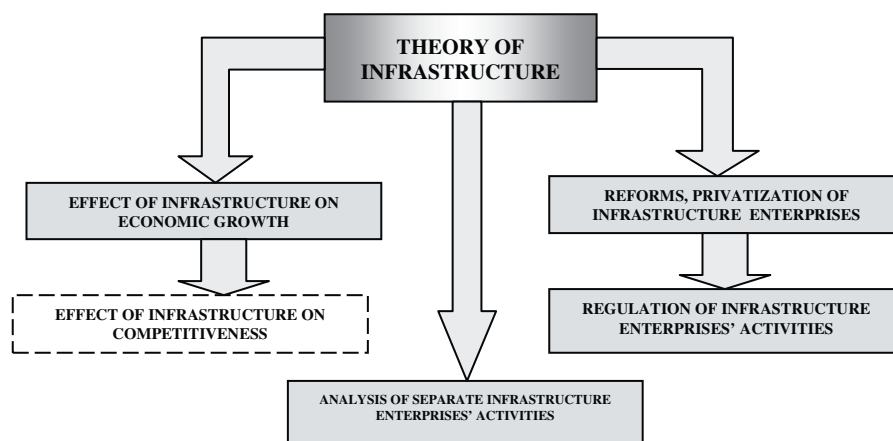 THEORY OF
INFRASTRUCTURE
EFFECT OF INFRASTRUCTURE ON
ECONOMIC GROWTH
REFORMS, PRIVATIZATION OF
INFRASTRUCTURE ENTERPRISES
EFFECT OF INFRASTRUCTURE ON
COMPETITIVENESS
REGULATION OF INFRASTRUCTURE
ENTERPRISES’ ACTIVITIES
ANALYSIS OF SEPARATE INFRASTRUCTURE
ENTERPRISES’ ACTIVITIES